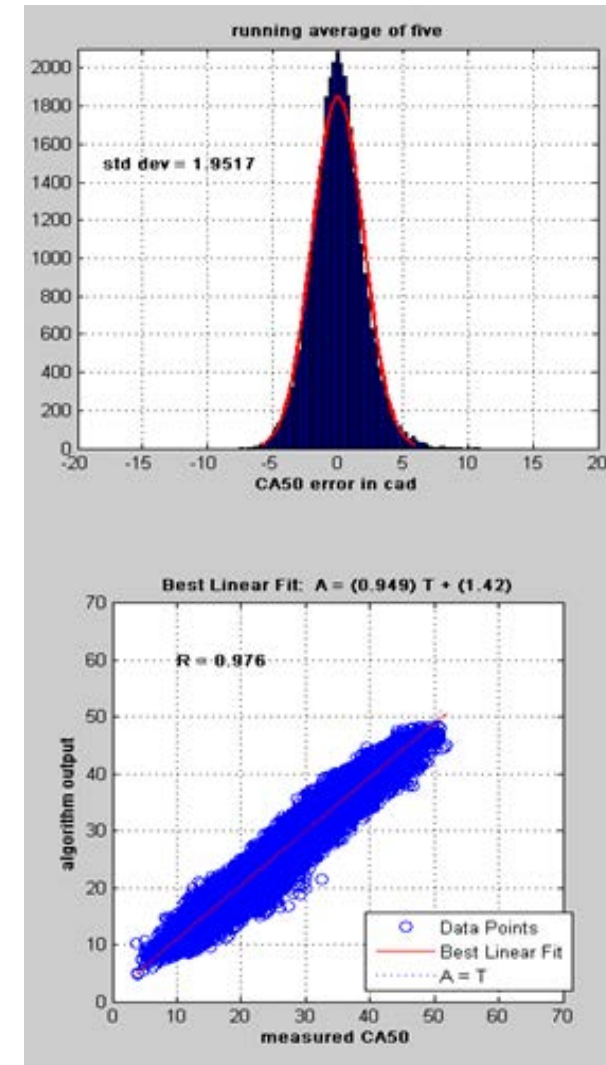 running average of five
2000
1800
1600
std dev = 1.9517
1400
1200
1000
800
600
400
200
0
-20 -15 -10 -5 0 5 10 15 20
CA50 error in cad
Best Linear Fit: A = (0.949) T + (1.42)
70
60
R = 0.976
50
40
30
20
10
0
algorithm output
Data Points
Best Linear Fit
A = T
0 10 20 30 40 50 60 70
measured CA50